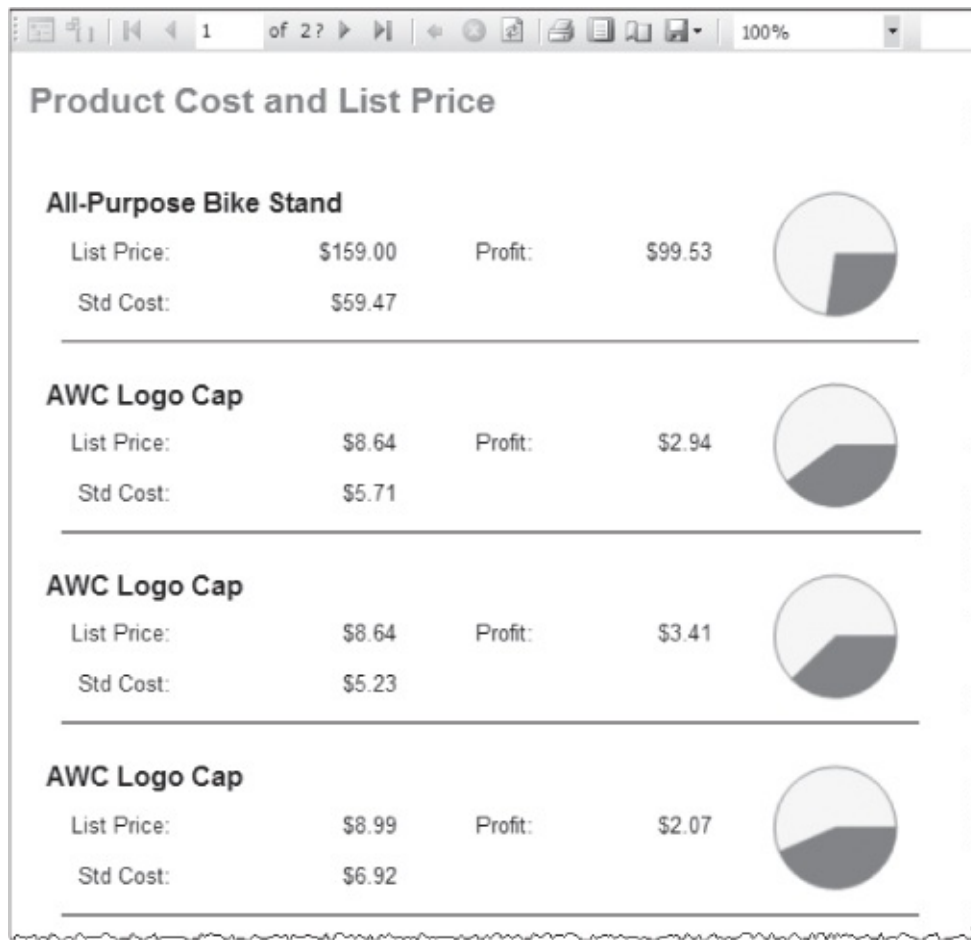 1 of 2? 100%
Product Cost and List Price
All-Purpose Bike Stand
List Price: $159.00 Profit: $99.53
Std Cost: $59.47
AWC Logo Cap
List Price: $8.64 Profit: $2.94
Std Cost: $5.71
AWC Logo Cap
List Price: $8.64 Profit: $3.41
Std Cost: $5.23
AWC Logo Cap
List Price: $8.99 Profit: $2.07
Std Cost: $6.92